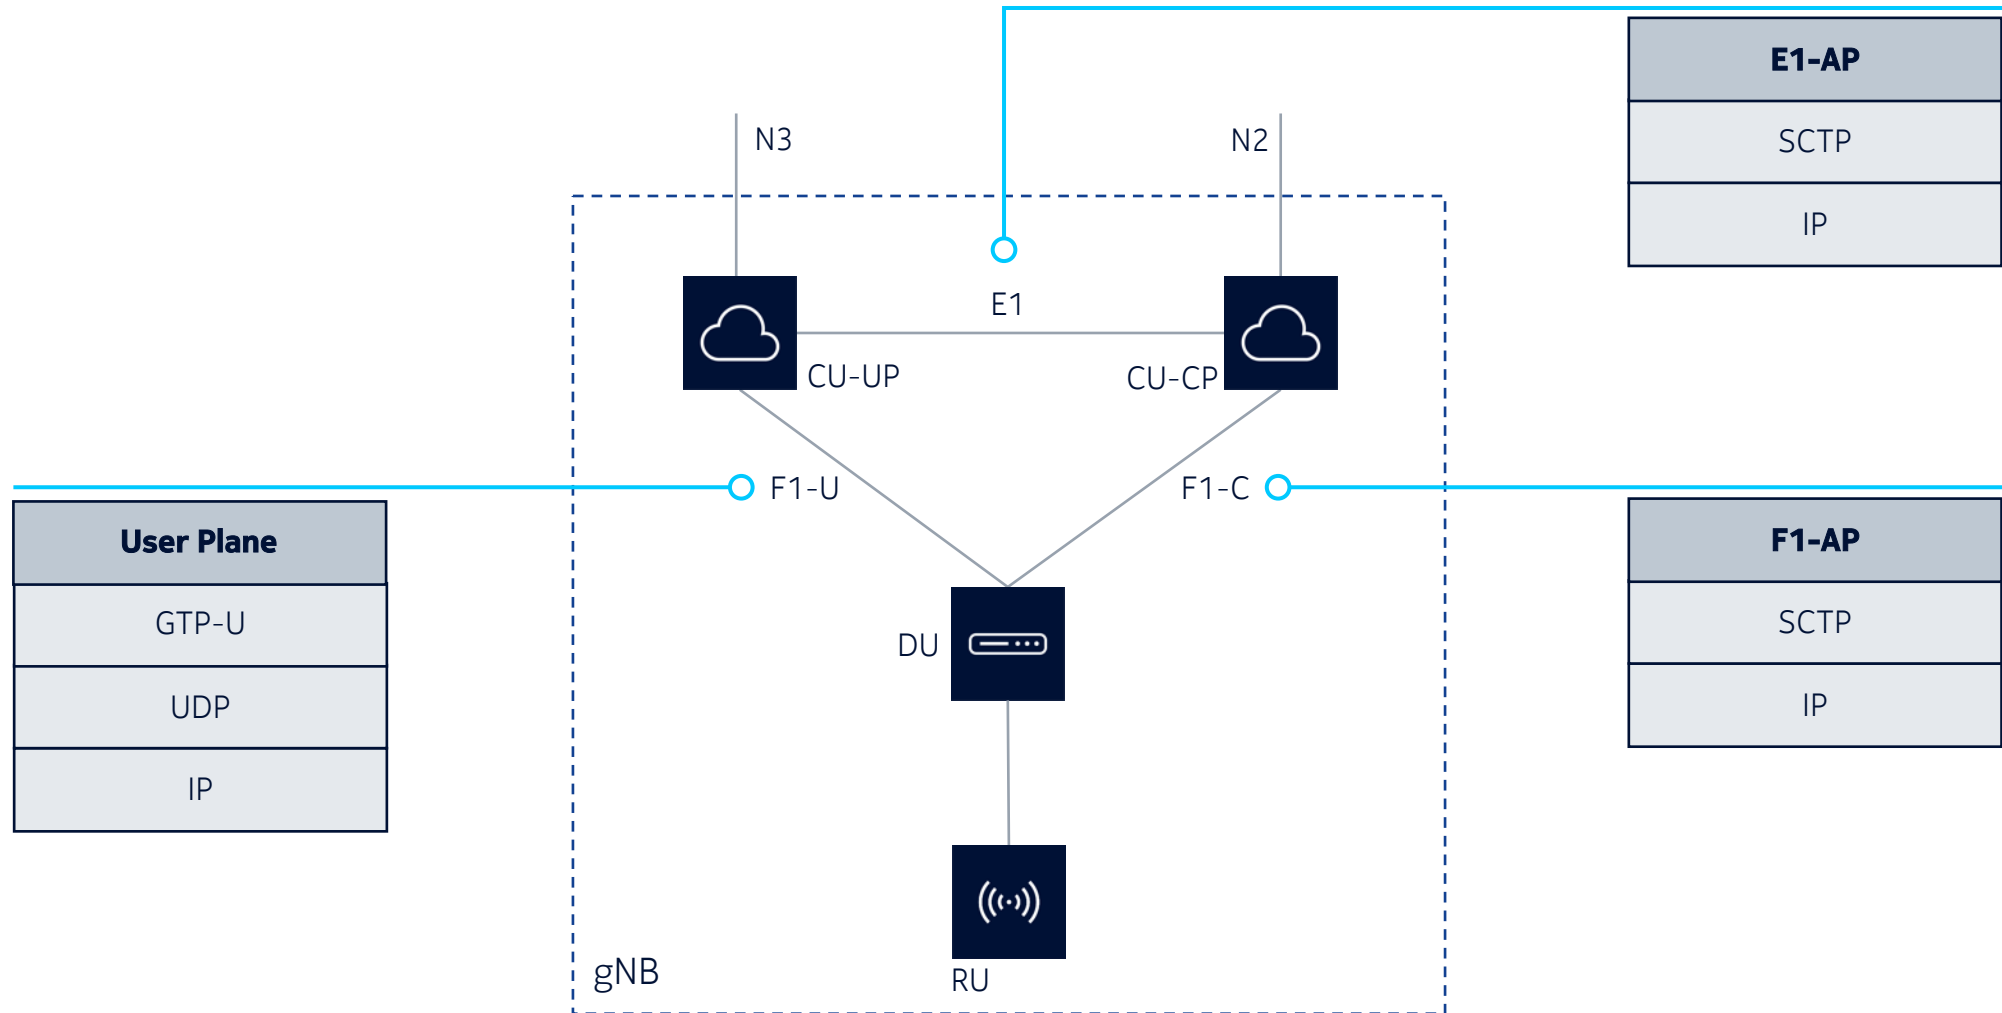 E1-AP
SCTP
IP
N3
N2
E1
CU-UP
CU-CP
F1-U
F1-C
User Plane
GTP-U
UDP
IP
F1-AP
SCTP
IP
DU
gNB
RU